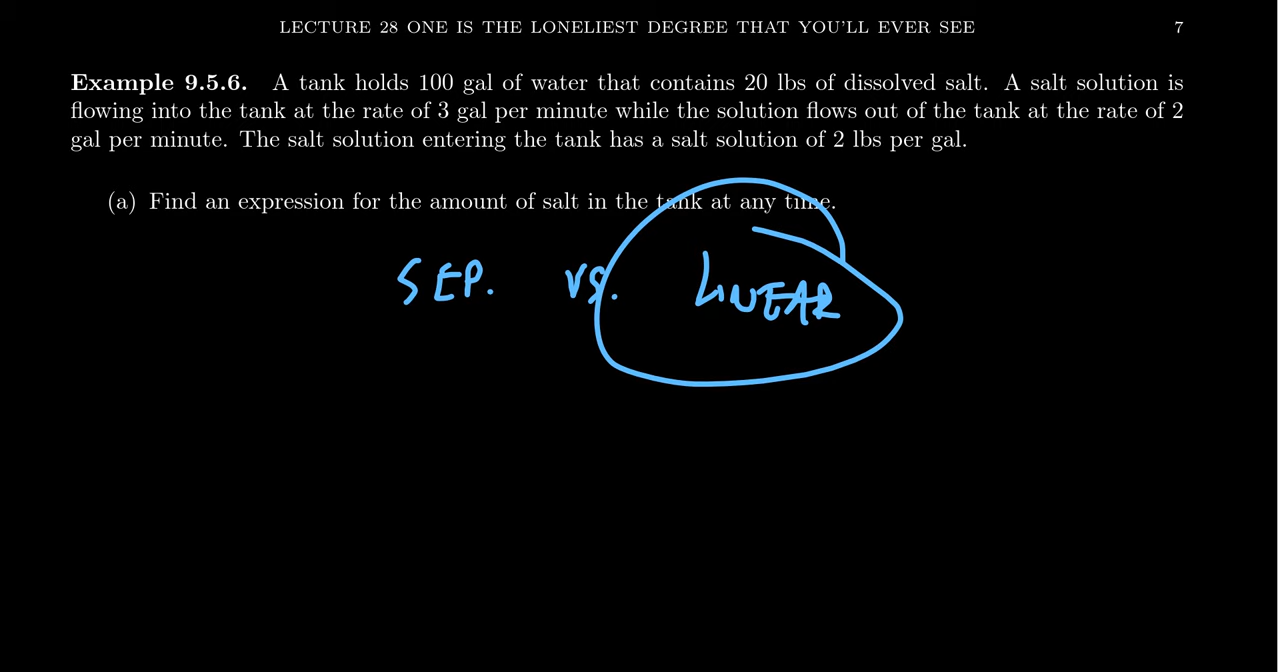 LECTURE 28 ONE IS THE LONELIEST DEGREE THAT YOU'LL EVER SEE 7
Example 9.5.6. A tank holds 100 gal of water that contains 20 lbs of dissolved salt. A salt solution is
flowing into the tank at the rate of 3 gal per minute while the solution flows out of the tank at the rate of 2
gal per minute. The salt solution entering the tank has a salt solution of 2 lbs per gal.
(a) Find an expression for the amount of salt in the tank at any time.
SEP. vs. LINEAR